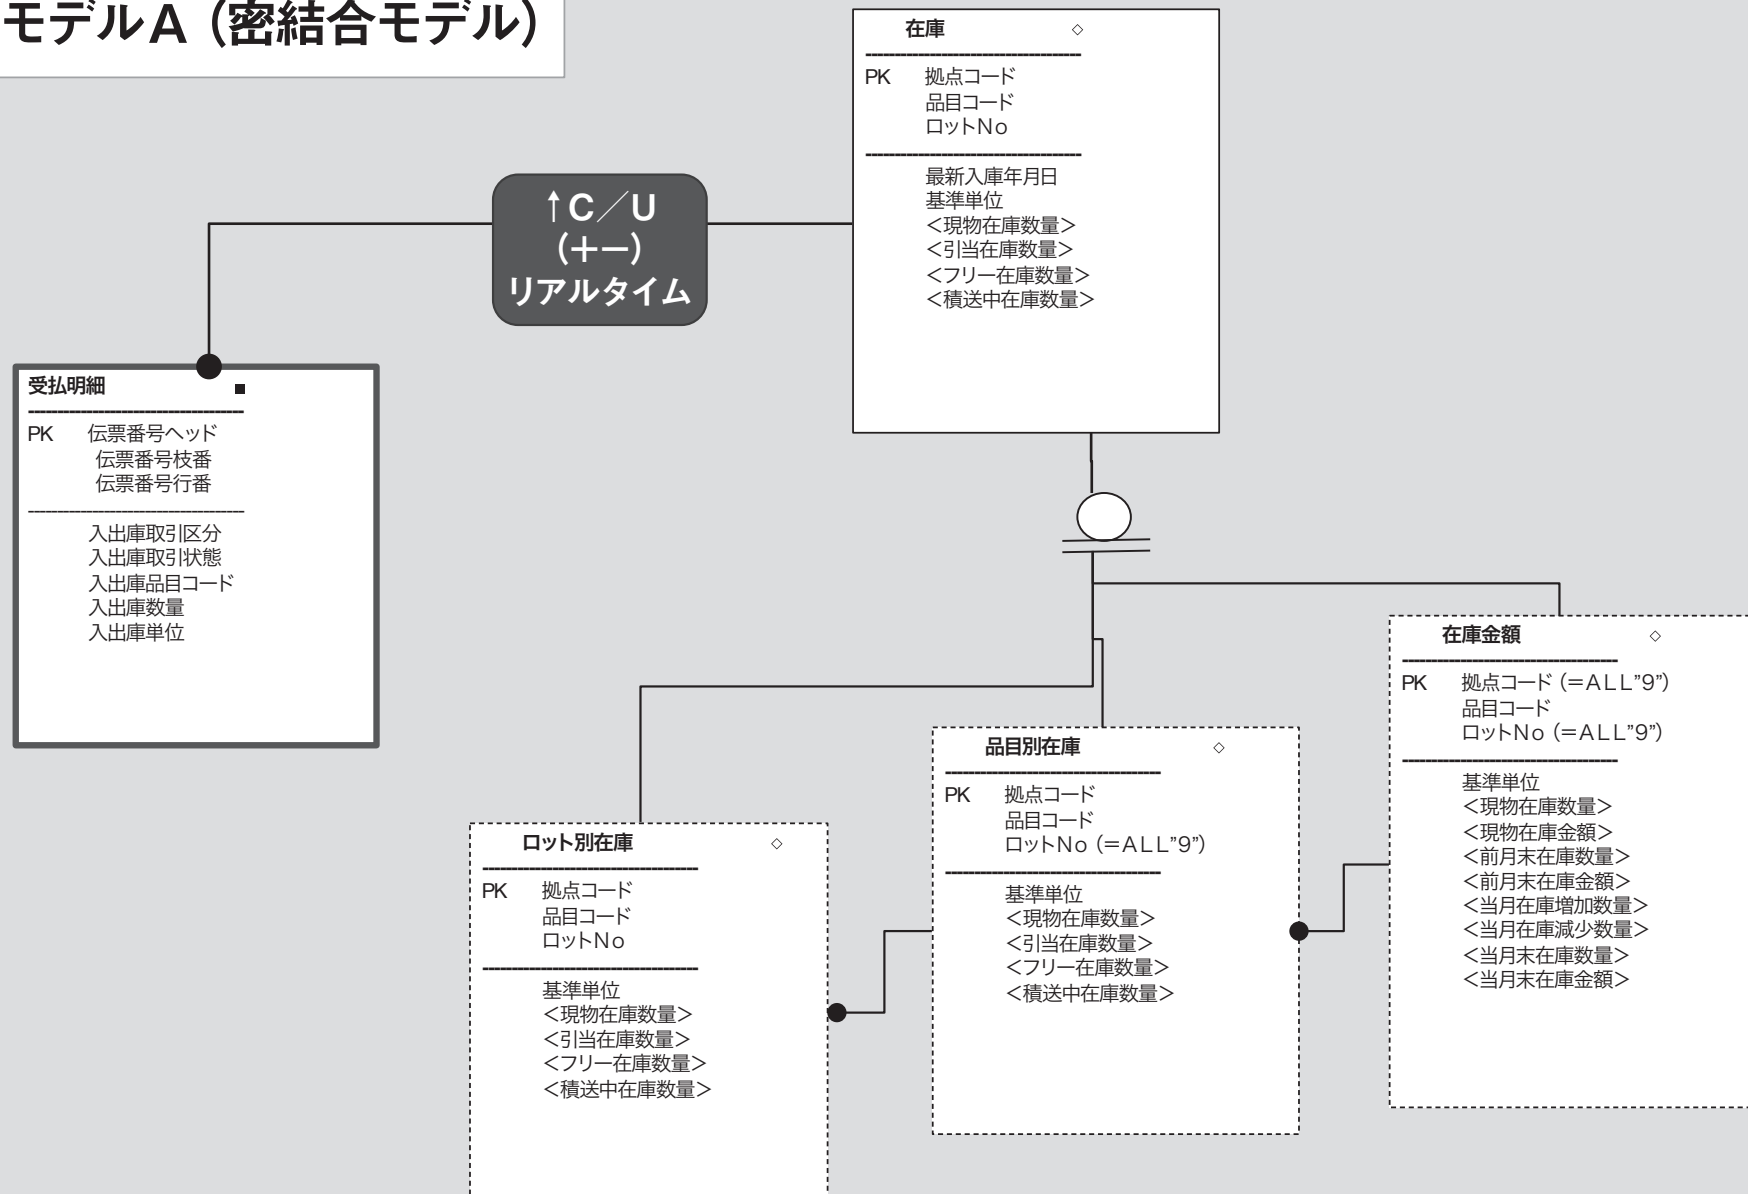 モデルA（密結合モデル）
在庫 ◇
PK 拠点コード
品目コード
ロットNo
最新入庫年月日
基準単位
＜現物在庫数量＞
＜引当在庫数量＞
＜フリー在庫数量＞
＜積送中在庫数量＞
↑C／U
（＋−）
リアルタイム
受払明細 ■
PK 伝票番号ヘッド
伝票番号枝番
伝票番号行番
入出庫取引区分
入出庫取引状態
入出庫品目コード
入出庫数量
入出庫単位
ロット別在庫 ◇
PK 拠点コード
品目コード
ロットNo
基準単位
＜現物在庫数量＞
＜引当在庫数量＞
＜フリー在庫数量＞
＜積送中在庫数量＞
品目別在庫 ◇
PK 拠点コード
品目コード
ロットNo（＝ALL”9”）
基準単位
＜現物在庫数量＞
＜引当在庫数量＞
＜フリー在庫数量＞
＜積送中在庫数量＞
在庫金額 ◇
PK 拠点コード（＝ALL”9”）
品目コード
ロットNo（＝ALL”9”）
基準単位
＜現物在庫数量＞
＜現物在庫金額＞
＜前月末在庫数量＞
＜前月末在庫金額＞
＜当月在庫増加数量＞
＜当月在庫減少数量＞
＜当月末在庫数量＞
＜当月末在庫金額＞